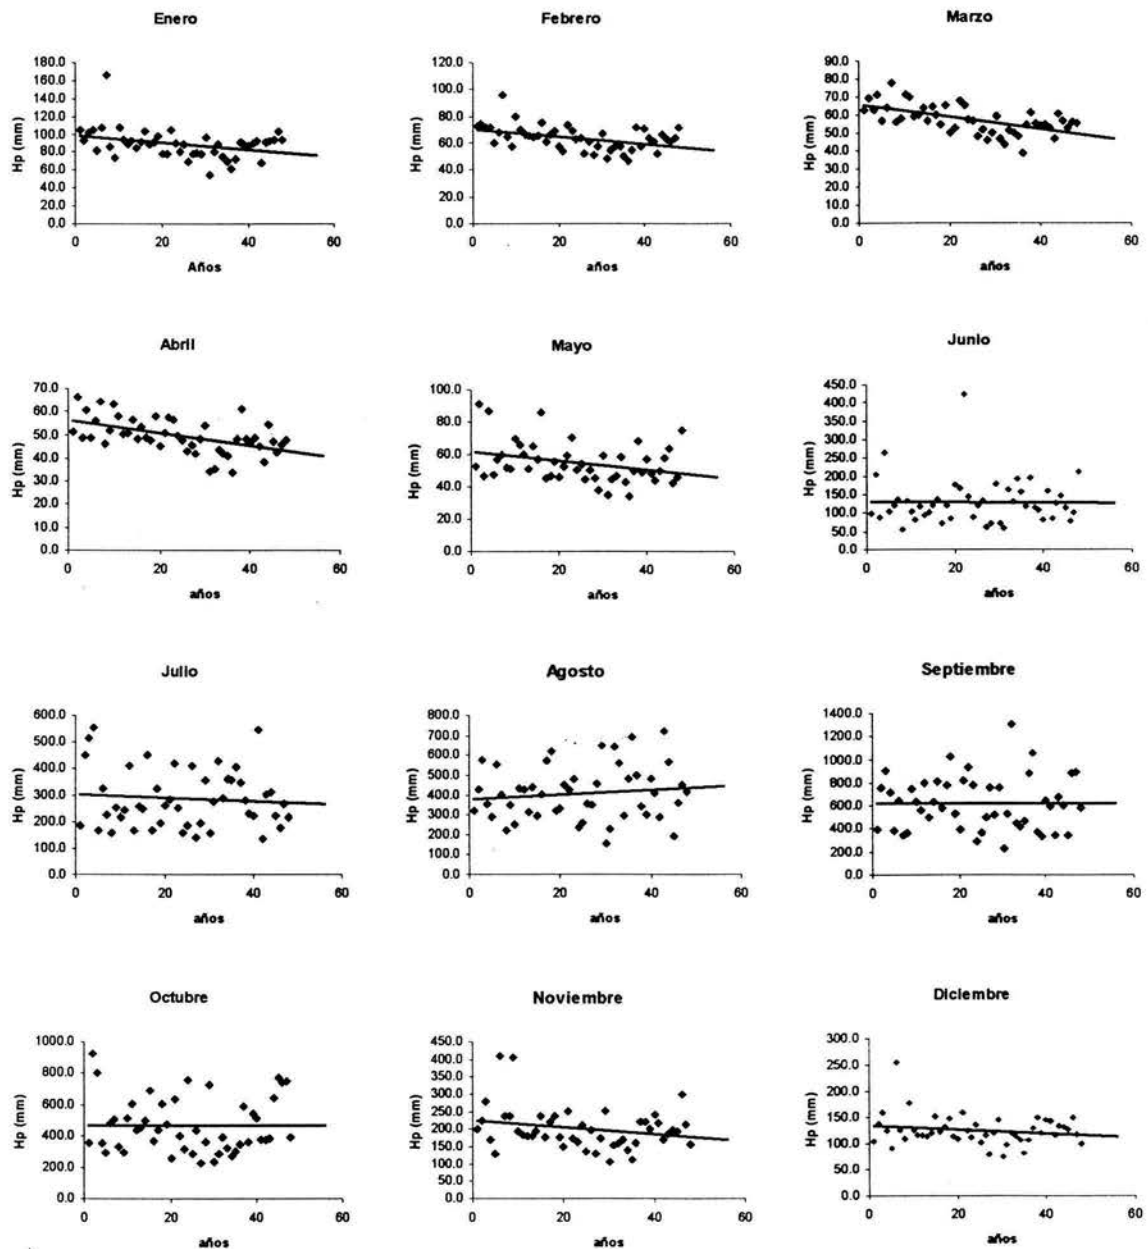 Enero
Hp (mm)
180.0
160.0
140.0
120.0
100.0
80.0
60.0
40.0
20.0
0.0
0 20 40 60
Años
Febrero
Hp (mm)
120.0
100.0
80.0
60.0
40.0
20.0
0.0
0 20 40 60
años
Marzo
Hp (mm)
90.0
80.0
70.0
60.0
50.0
40.0
30.0
20.0
10.0
0.0
0 20 40 60
años
Abril
Hp (mm)
70.0
60.0
50.0
40.0
30.0
20.0
10.0
0.0
0 20 40 60
años
Mayo
Hp (mm)
100.0
80.0
60.0
40.0
20.0
0.0
0 20 40 60
años
Junio
Hp (mm)
450.0
400.0
350.0
300.0
250.0
200.0
150.0
100.0
50.0
0.0
0 20 40 60
años
Julio
Hp (mm)
600.0
500.0
400.0
300.0
200.0
100.0
0.0
0 20 40 60
años
Agosto
Hp (mm)
800.0
700.0
600.0
500.0
400.0
300.0
200.0
100.0
0.0
0 20 40 60
años
Septiembre
Hp (mm)
1400.0
1200.0
1000.0
800.0
600.0
400.0
200.0
0.0
0 20 40 60
años
Octubre
Hp (mm)
1000.0
800.0
600.0
400.0
200.0
0.0
0 20 40 60
años
Noviembre
Hp (mm)
450.0
400.0
350.0
300.0
250.0
200.0
150.0
100.0
50.0
0.0
0 20 40 60
años
Diciembre
Hp (mm)
300.0
250.0
200.0
150.0
100.0
50.0
0.0
0 20 40 60
años